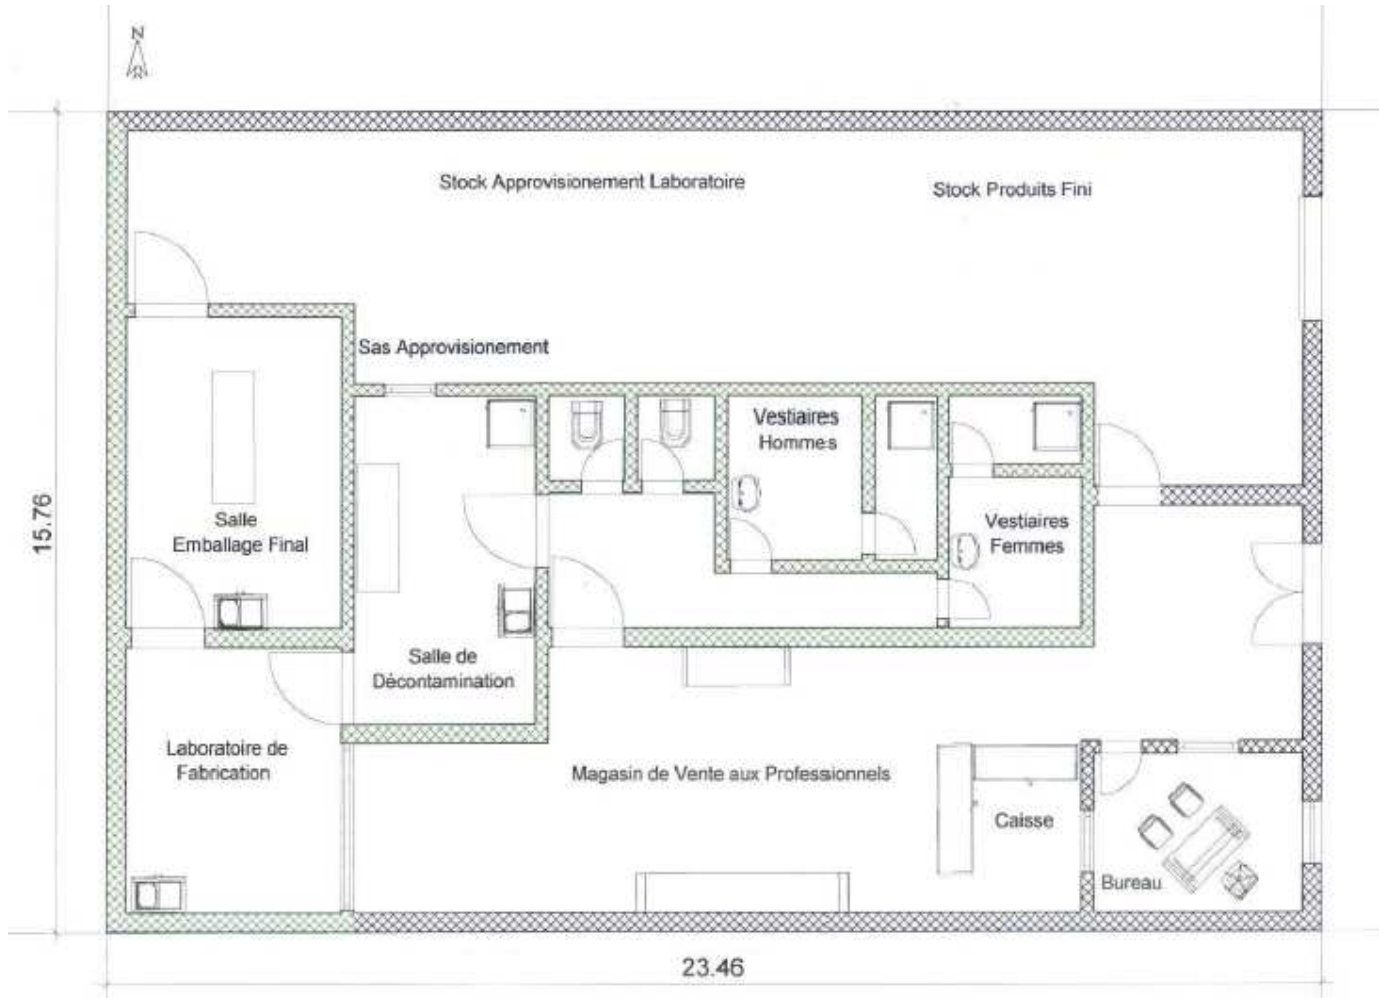 N
Stock Approvisionement Laboratoire
Stock Produits Fini
Sas Approvisionement
Vestiaires
Hommes
Salle
Emballage Final
Vestiaires
Femmes
15.76
Salle de
Décontamination
Laboratoire de
Fabrication
Magasin de Vente aux Professionnels
Caisse
Bureau
23.46